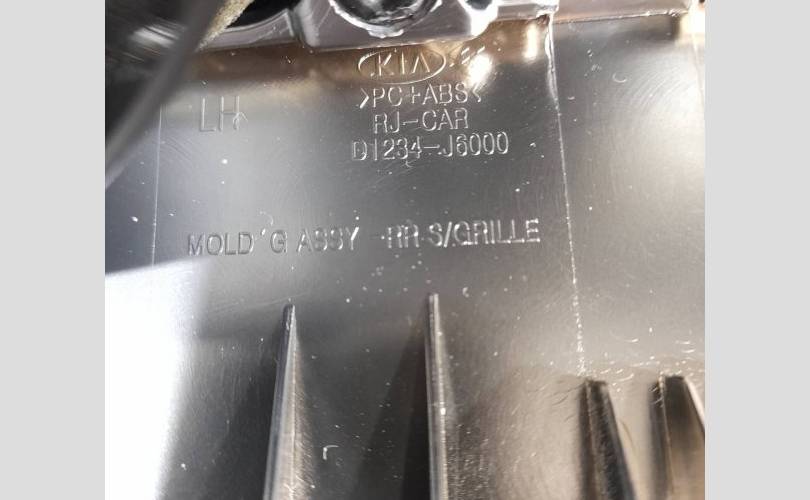 KIA
>PC+ABS<
LH
RJ-CAR
D1234-J6000
MOLD'G ASSY -RR S/GRILLE